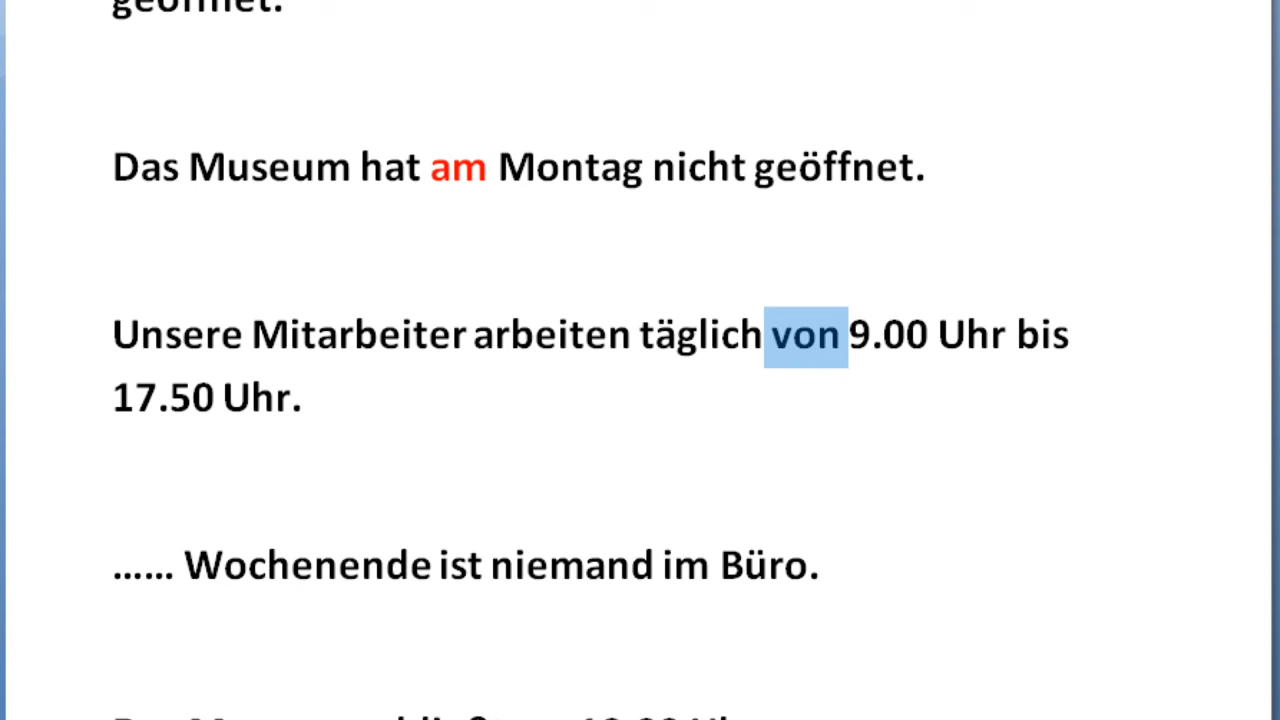 geöffnet.
Das Museum hat am Montag nicht geöffnet.
Unsere Mitarbeiter arbeiten täglich von 9.00 Uhr bis
17.50 Uhr.
...... Wochenende ist niemand im Büro.